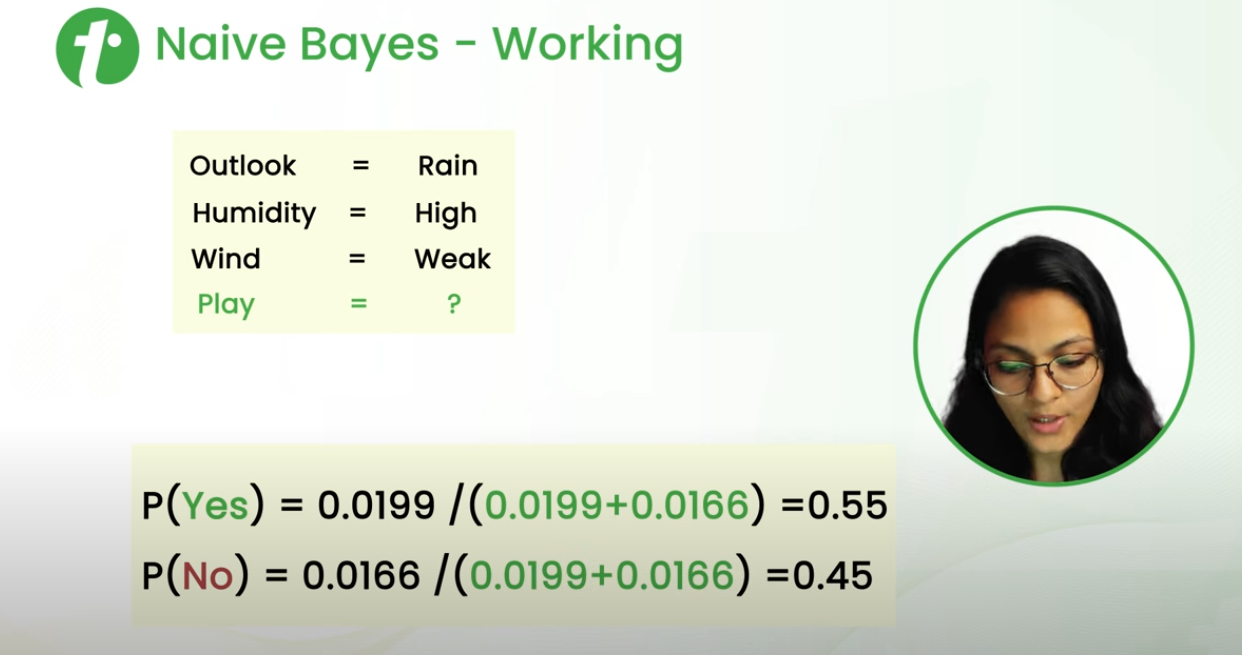 Naive Bayes - Working
Outlook = Rain
Humidity = High
Wind = Weak
Play = ?
P(Yes) = 0.0199 /(0.0199+0.0166) =0.55
P(No) = 0.0166 /(0.0199+0.0166) =0.45